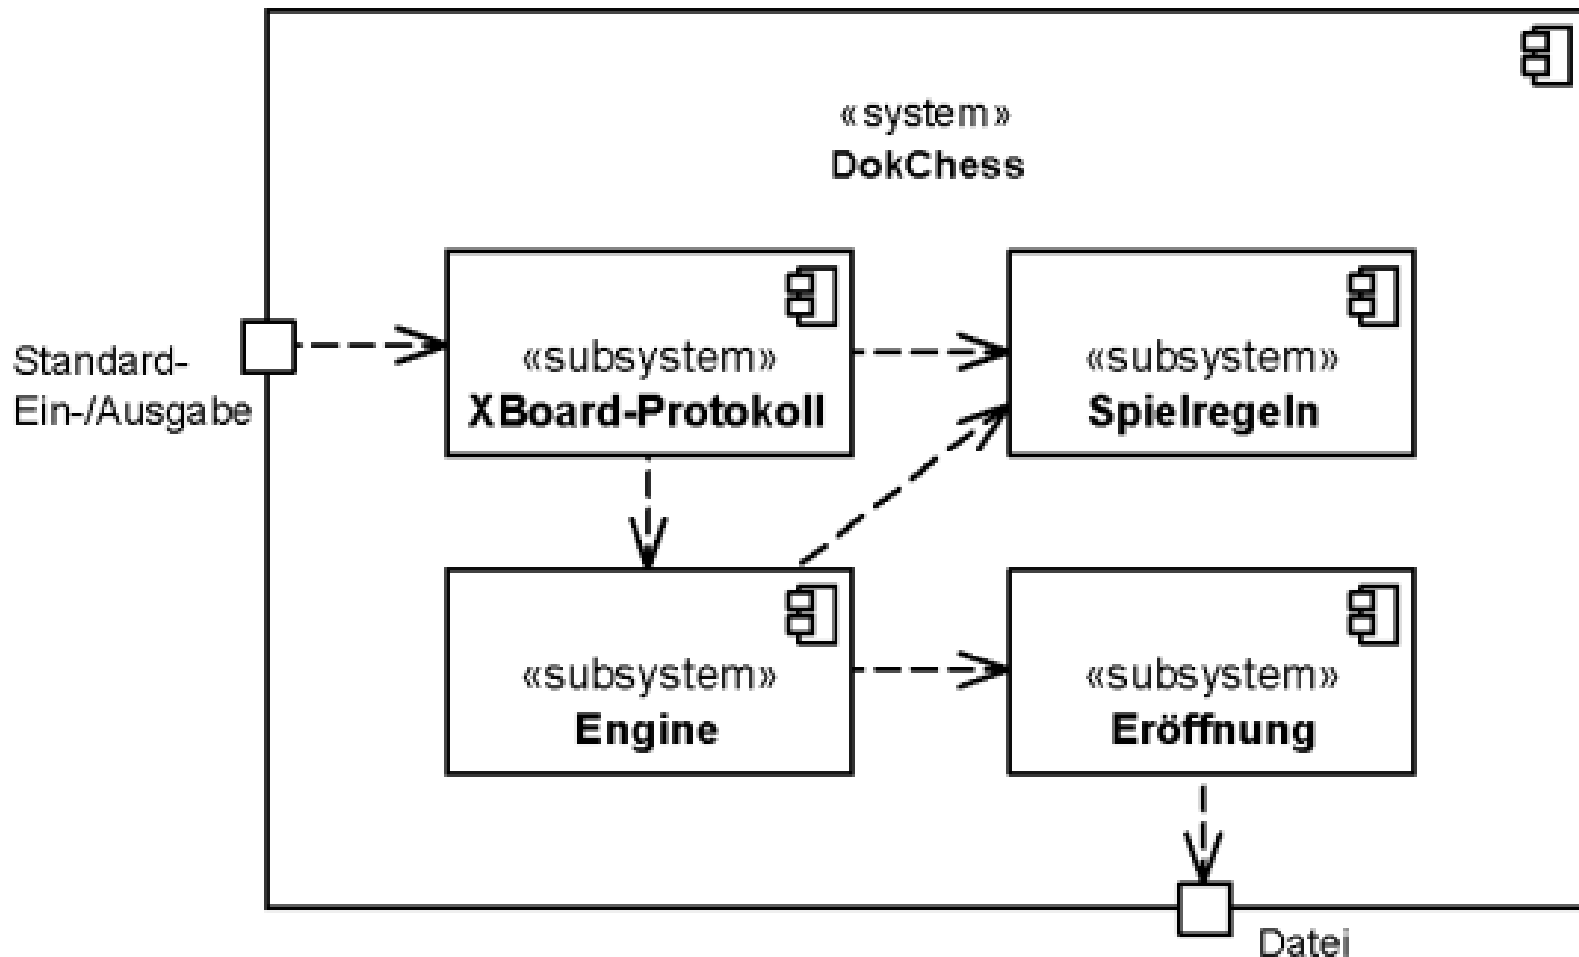 «system»
DokChess
Standard-
Ein-/Ausgabe
«subsystem»
XBoard-Protokoll
«subsystem»
Spielregeln
«subsystem»
Engine
«subsystem»
Eröffnung
Datei